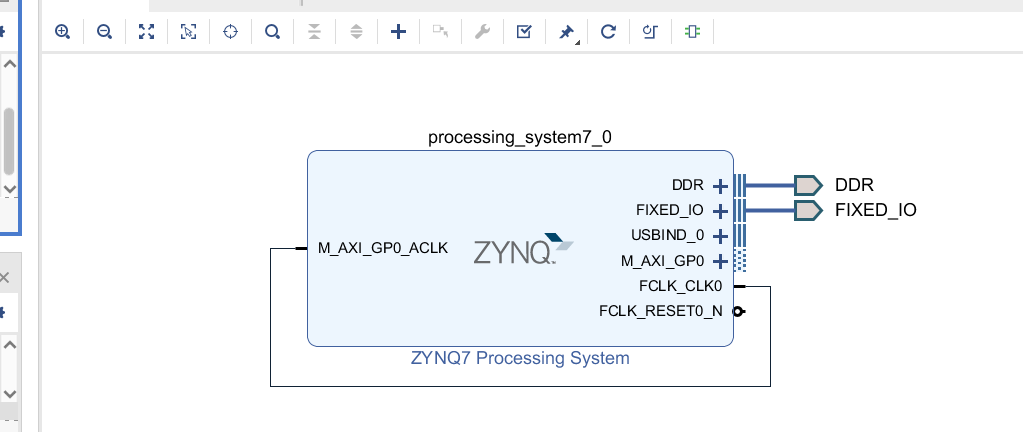 processing_system7_0
DDR
DDR
FIXED_IO
FIXED_IO
USBIND_0
M_AXI_GP0_ACLK
ZYNQ
M_AXI_GP0
FCLK_CLK0
FCLK_RESET0_N
ZYNQ7 Processing System